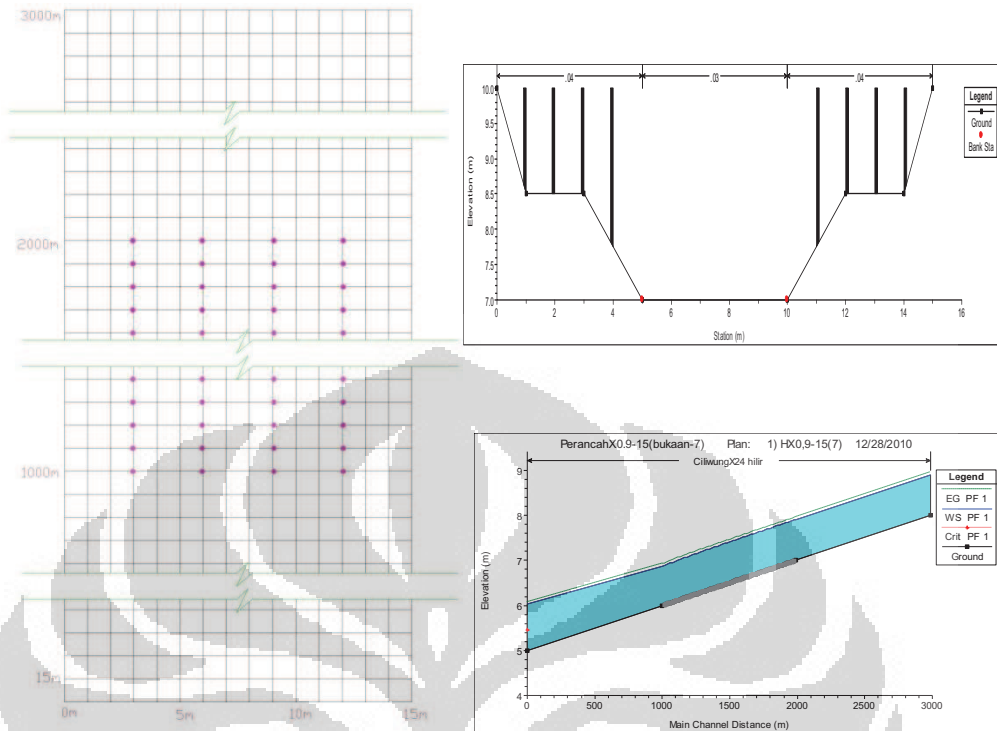 3000m
2000m
1000m
15m
0m 5m 10m 15m
.04 .03 .04
Elevation (m)
10.0
9.5
9.0
8.5
8.0
7.5
7.0
0 2 4 6 8 10 12 14 16
Station (m)
Legend
Ground
Bank Sta
PerancahX0.9-15(bukaan-7) Plan: 1) HX0,9-15(7) 12/28/2010
CiliwungX24 hilir
Elevation (m)
9
8
7
6
5
4
0 500 1000 1500 2000 2500 3000
Main Channel Distance (m)
Legend
EG PF 1
WS PF 1
Crit PF 1
Ground